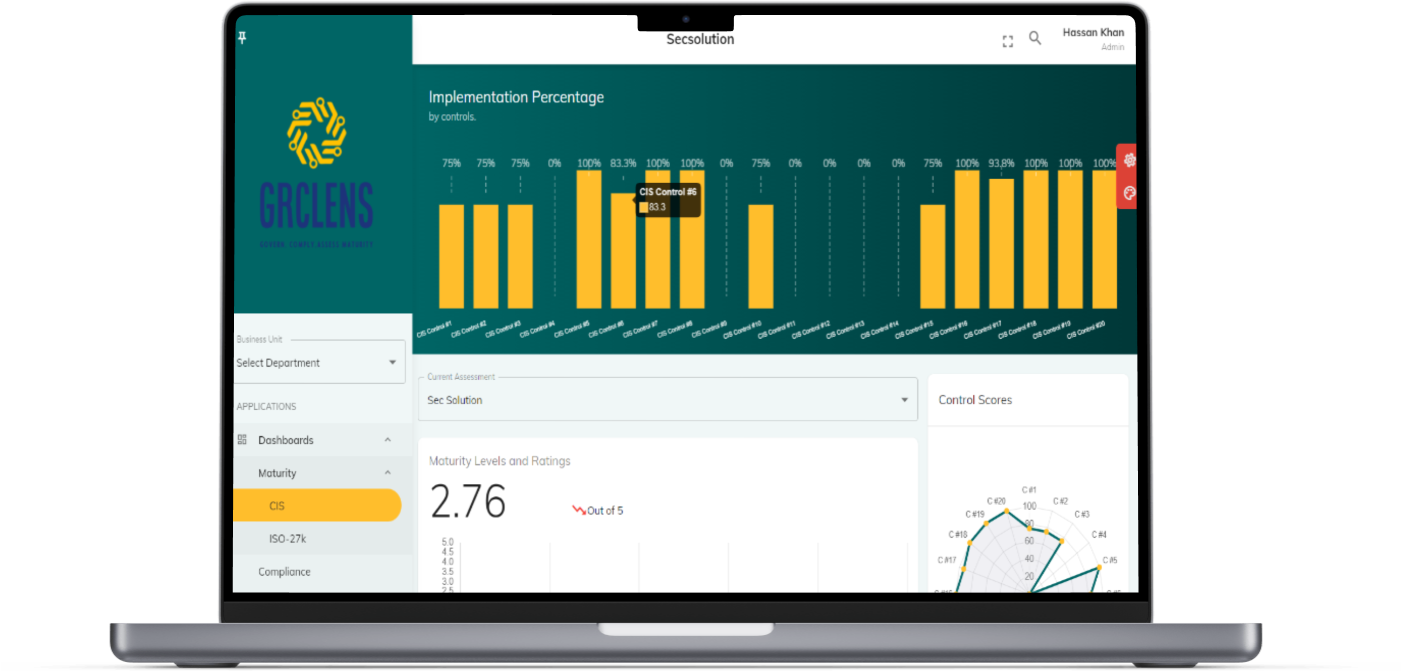 Secsolution
Hassan Khan
Admin
GRCLENS
GOVERN, COMPLY, ASSESS MATURITY
Implementation Percentage
by controls.
75% 75% 75% 0% 100% 83.3% 100% 100% 0% 75% 0% 0% 0% 0% 75% 100% 93.8% 100% 100% 100%
CIS Control #6
83.3
CIS Control #1 CIS Control #2 CIS Control #3 CIS Control #4 CIS Control #5 CIS Control #6 CIS Control #7 CIS Control #8 CIS Control #9 CIS Control #10 CIS Control #11 CIS Control #12 CIS Control #13 CIS Control #14 CIS Control #15 CIS Control #16 CIS Control #17 CIS Control #18 CIS Control #19 CIS Control #20
Business Unit
Select Department
APPLICATIONS
Dashboards
Maturity
CIS
ISO-27k
Compliance
Current Assessment
Sec Solution
Maturity Levels and Ratings
2.76
Out of 5
5.0
4.5
4.0
3.5
3.0
2.5
Control Scores
C #1
C #20 C #2
100
C #19 C #3
80
C #18 C #4
60
C #17 40 C #5
20